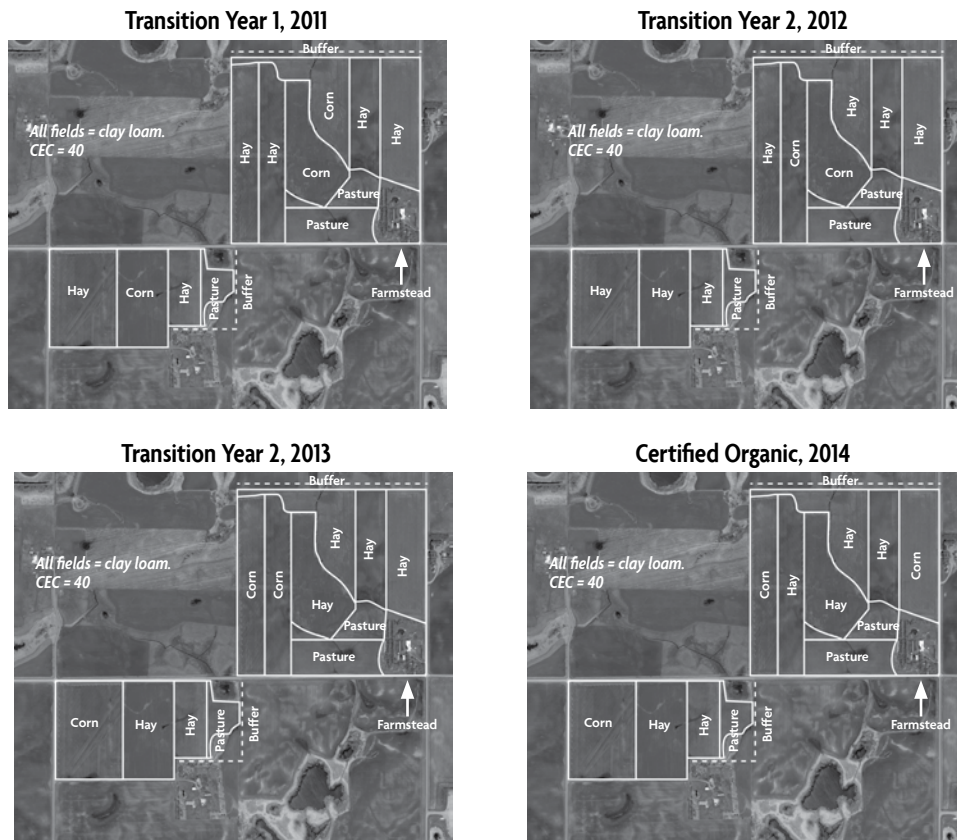 Transition Year 1, 2011
Buffer
*All fields = clay loam.
CEC = 40
Hay
Hay
Corn
Corn
Hay
Hay
Pasture
Pasture
Hay
Corn
Hay
Pasture
Buffer
Farmstead
Transition Year 2, 2012
Buffer
*All fields = clay loam.
CEC = 40
Hay
Corn
Corn
Hay
Hay
Hay
Pasture
Pasture
Hay
Hay
Hay
Pasture
Buffer
Farmstead
Transition Year 2, 2013
Buffer
*All fields = clay loam.
CEC = 40
Corn
Corn
Hay
Hay
Hay
Hay
Pasture
Pasture
Corn
Hay
Hay
Pasture
Buffer
Farmstead
Certified Organic, 2014
Buffer
*All fields = clay loam.
CEC = 40
Corn
Hay
Hay
Hay
Hay
Corn
Pasture
Pasture
Corn
Hay
Hay
Pasture
Buffer
Farmstead